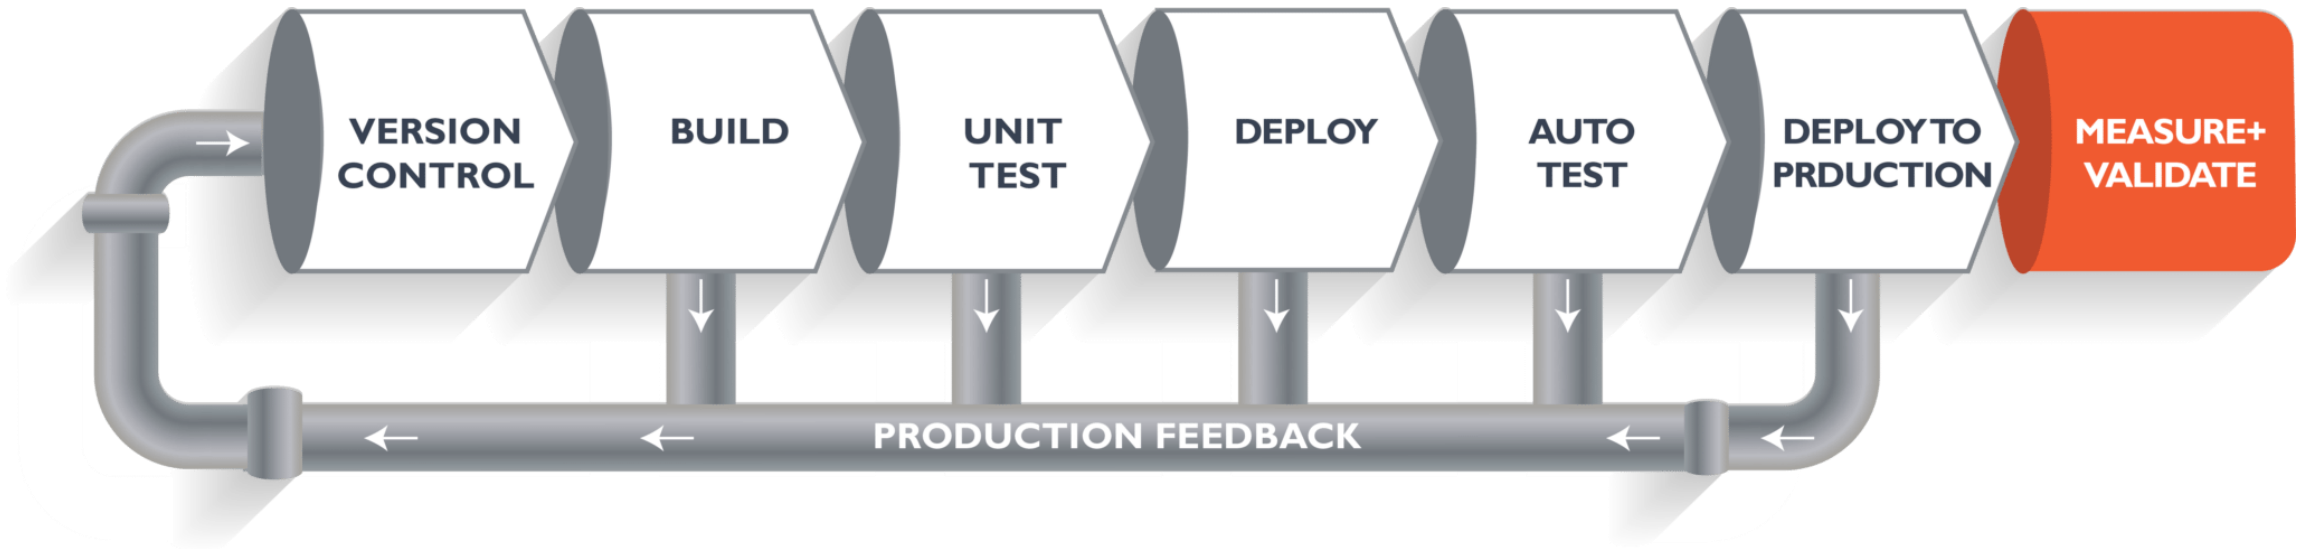 VERSION
CONTROL
BUILD
UNIT
TEST
DEPLOY
AUTO
TEST
DEPLOY TO
PRDUCTION
MEASURE+
VALIDATE
PRODUCTION FEEDBACK